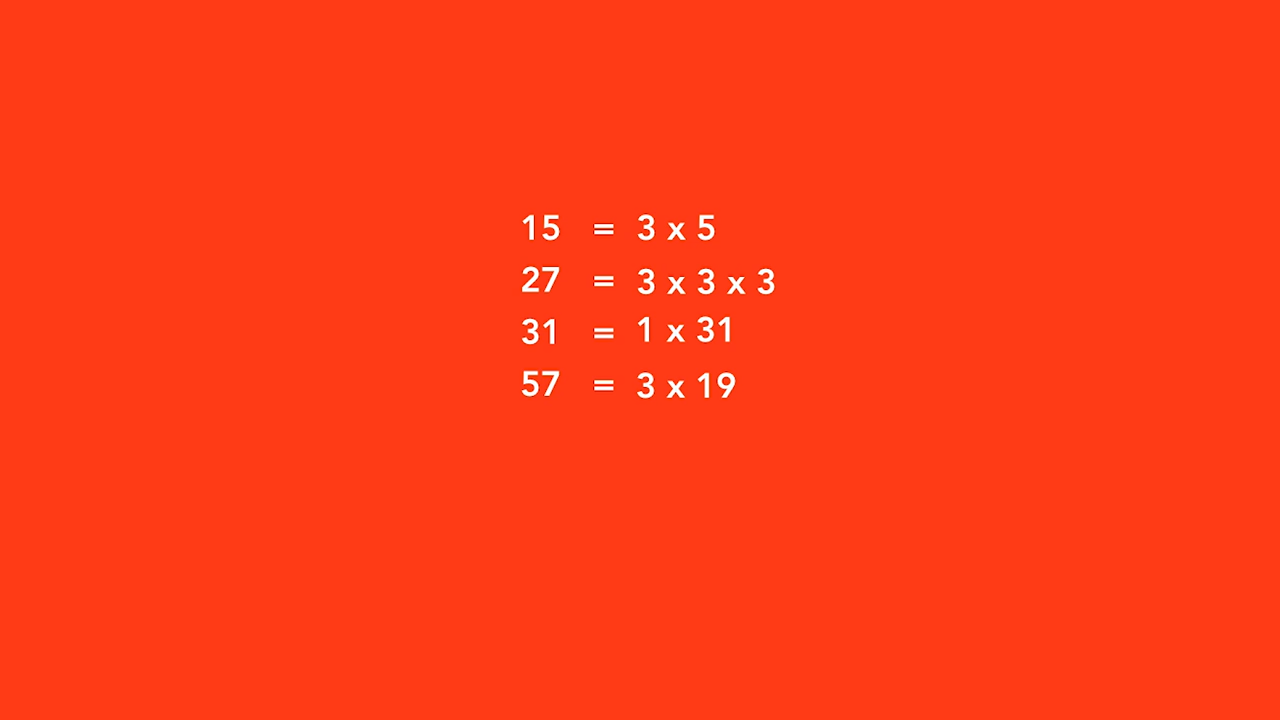 15 = 3 x 5
27 = 3 x 3 x 3
31 = 1 x 31
57 = 3 x 19